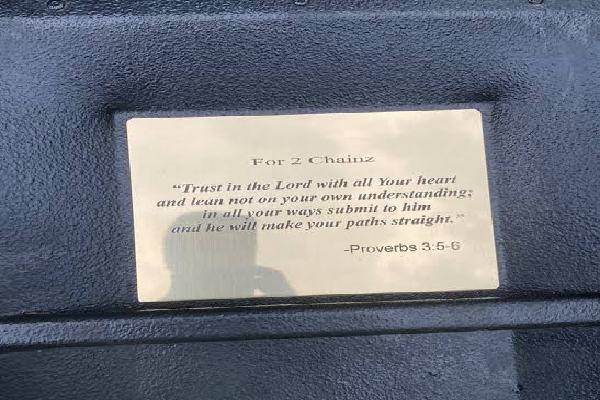 For 2 Chainz
“Trust in the Lord with all Your heart
and lean not on your own understanding;
in all your ways submit to him
and he will make your paths straight.”
-Proverbs 3:5-6